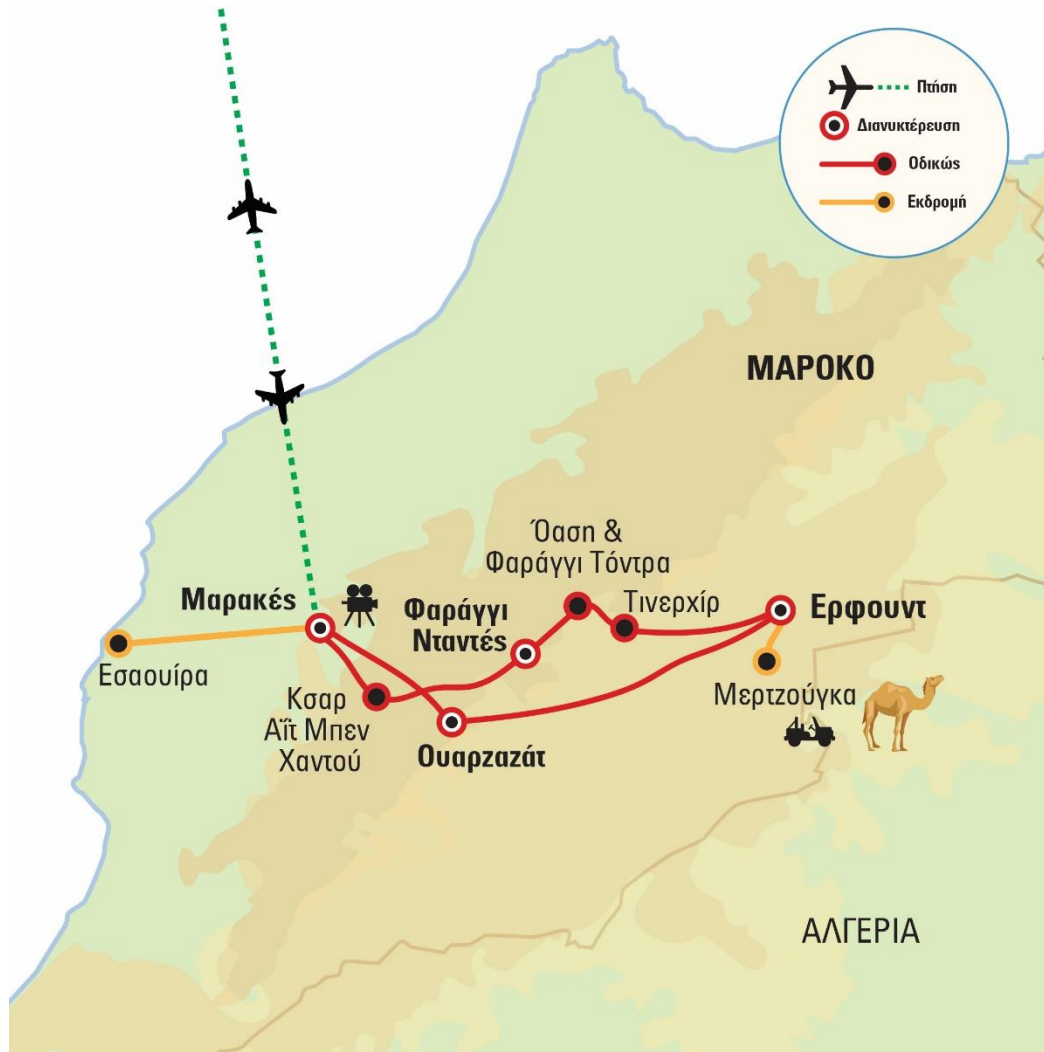 Πτήση
Διανυκτέρευση
Οδικώς
Εκδρομή
ΜΑΡΟΚΟ
Όαση &
Φαράγγι Τόντρα
Μαρακές
Φαράγγι
Νταντές
Τινερχίρ
Ερφουντ
Εσαουίρα
Κσαρ
Αΐτ Μπεν
Χαντού
Ουαρζαζάτ
Μερτζούγκα
ΑΛΓΕΡΙΑ